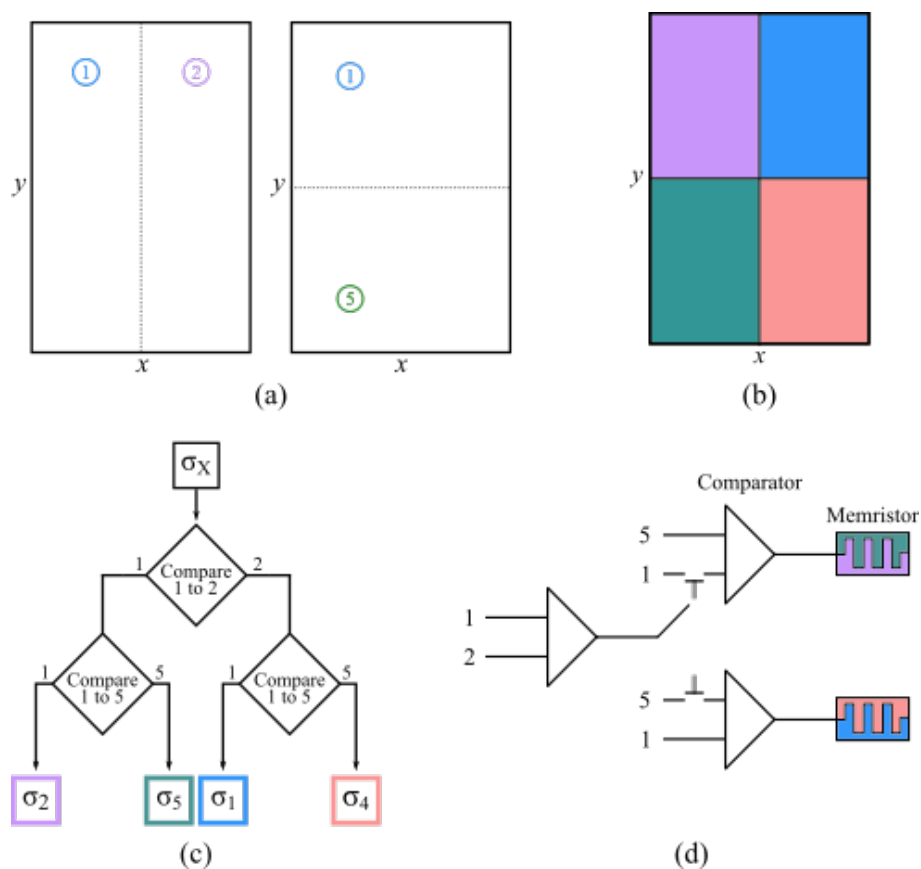 1 2
y
x
(a)
1
y
5
x
y
x
(b)
σX
1 Compare 2
1 to 2
1 Compare 5
1 to 5
1 Compare 5
1 to 5
σ2 σ5 σ1 σ4
(c)
Comparator
Memristor
5
1
1
2
5
1
(d)